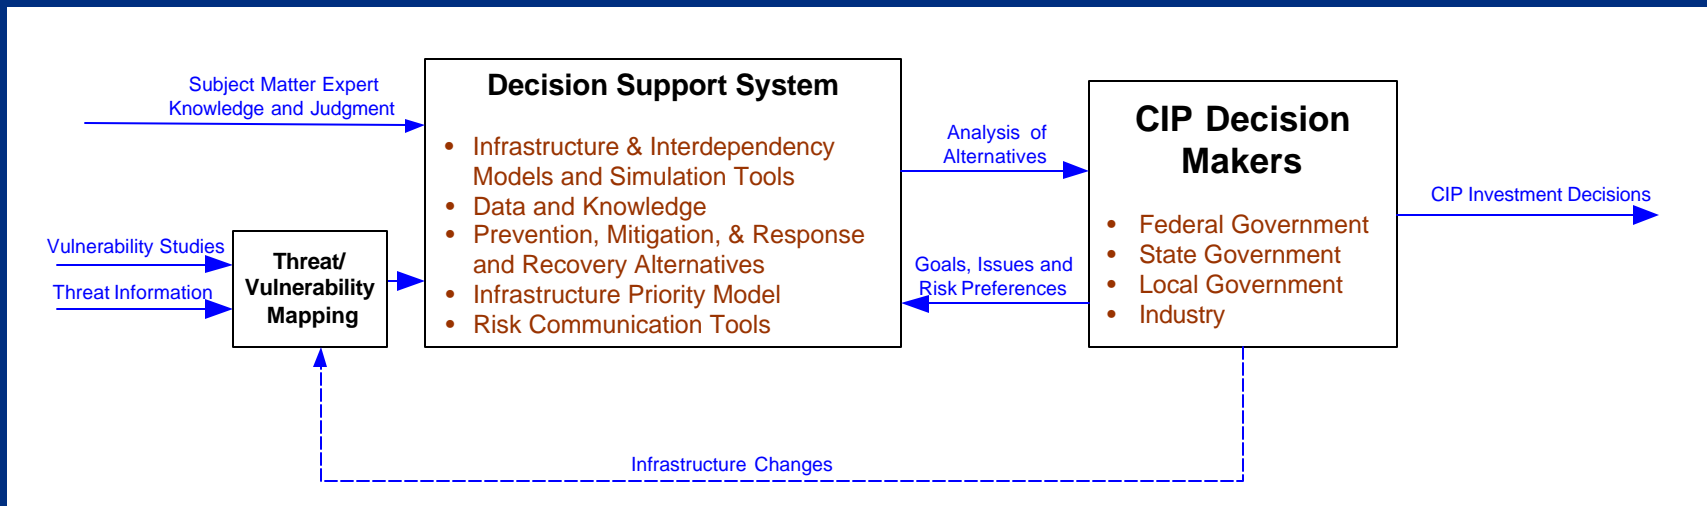 Subject Matter Expert
Knowledge and Judgment
Vulnerability Studies
Threat Information
Threat/
Vulnerability
Mapping
Decision Support System
• Infrastructure & Interdependency
Models and Simulation Tools
• Data and Knowledge
• Prevention, Mitigation, & Response
and Recovery Alternatives
• Infrastructure Priority Model
• Risk Communication Tools
Analysis of
Alternatives
Goals, Issues and
Risk Preferences
CIP Decision
Makers
• Federal Government
• State Government
• Local Government
• Industry
CIP Investment Decisions
Infrastructure Changes